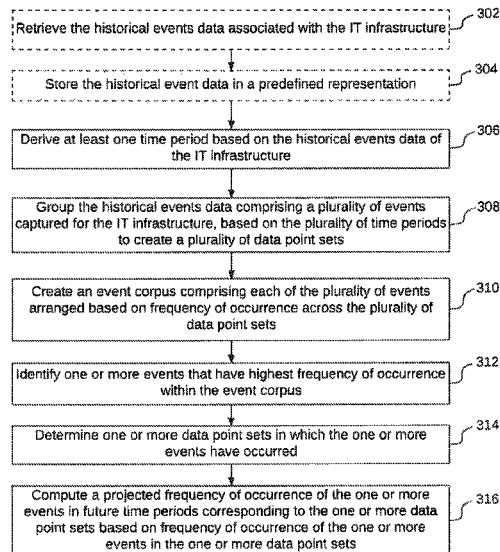 Retrieve the historical events data associated with the IT infrastructure
302
Store the historical event data in a predefined representation
304
Derive at least one time period based on the historical events data of
the IT infrastructure
306
Group the historical events data comprising a plurality of events
captured for the IT infrastructure, based on the plurality of time periods
to create a plurality of data point sets
308
Create an event corpus comprising each of the plurality of events
arranged based on frequency of occurrence across the plurality of
data point sets
310
Identify one or more events that have highest frequency of occurrence
within the event corpus
312
Determine one or more data point sets in which the one or more
events have occurred
314
Compute a projected frequency of occurrence of the one or more
events in future time periods corresponding to the one or more data
point sets based on frequency of occurrence of the one or more
events in the one or more data point sets
316